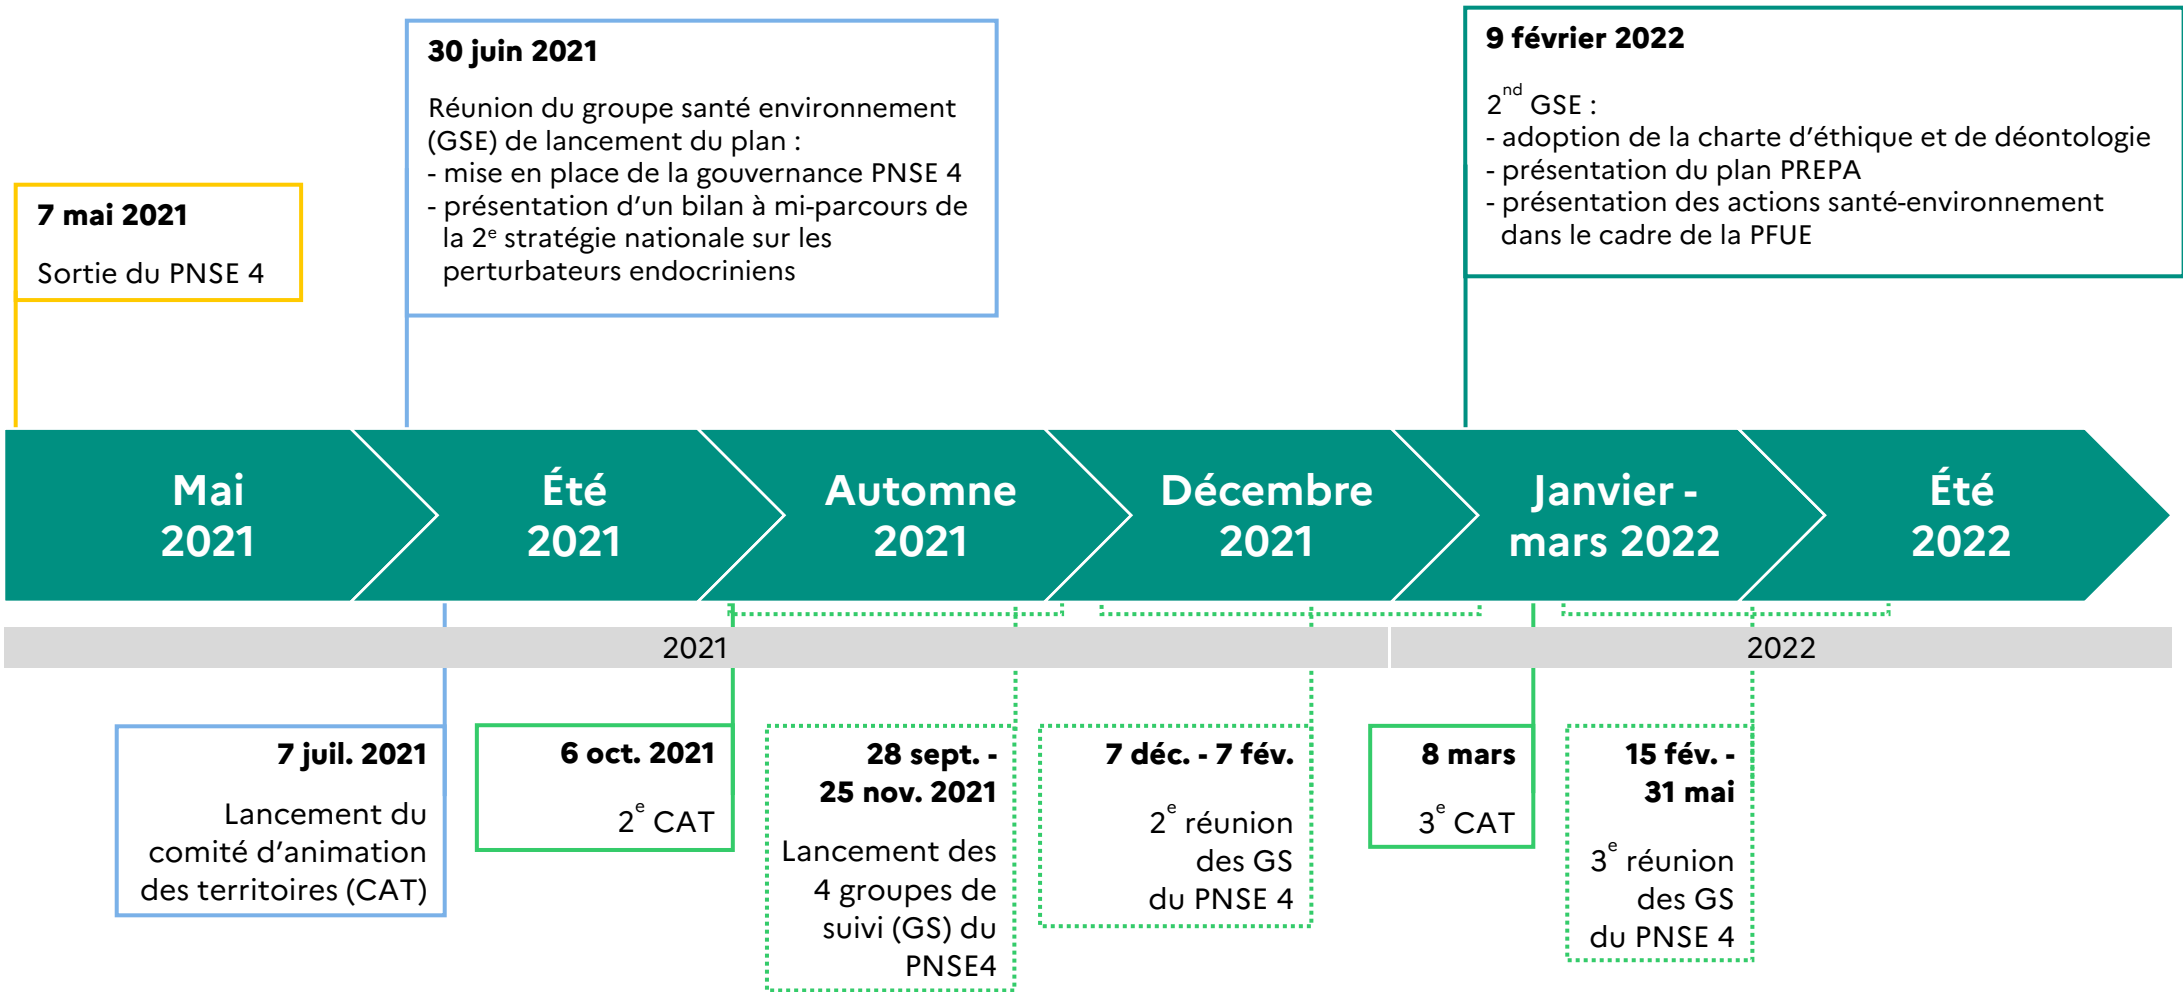 7 mai 2021
Sortie du PNSE 4
30 juin 2021
Réunion du groupe santé environnement
(GSE) de lancement du plan :
- mise en place de la gouvernance PNSE 4
- présentation d’un bilan à mi-parcours de
la 2e stratégie nationale sur les
perturbateurs endocriniens
9 février 2022
2nd GSE :
- adoption de la charte d’éthique et de déontologie
- présentation du plan PREPA
- présentation des actions santé-environnement
dans le cadre de la PFUE
Mai
2021
Été
2021
Automne
2021
Décembre
2021
Janvier -
mars 2022
Été
2022
2021
2022
7 juil. 2021
Lancement du
comité d’animation
des territoires (CAT)
6 oct. 2021
2e CAT
28 sept. -
25 nov. 2021
Lancement des
4 groupes de
suivi (GS) du
PNSE4
7 déc. - 7 fév.
2e réunion
des GS
du PNSE 4
8 mars
3e CAT
15 fév. -
31 mai
3e réunion
des GS
du PNSE 4